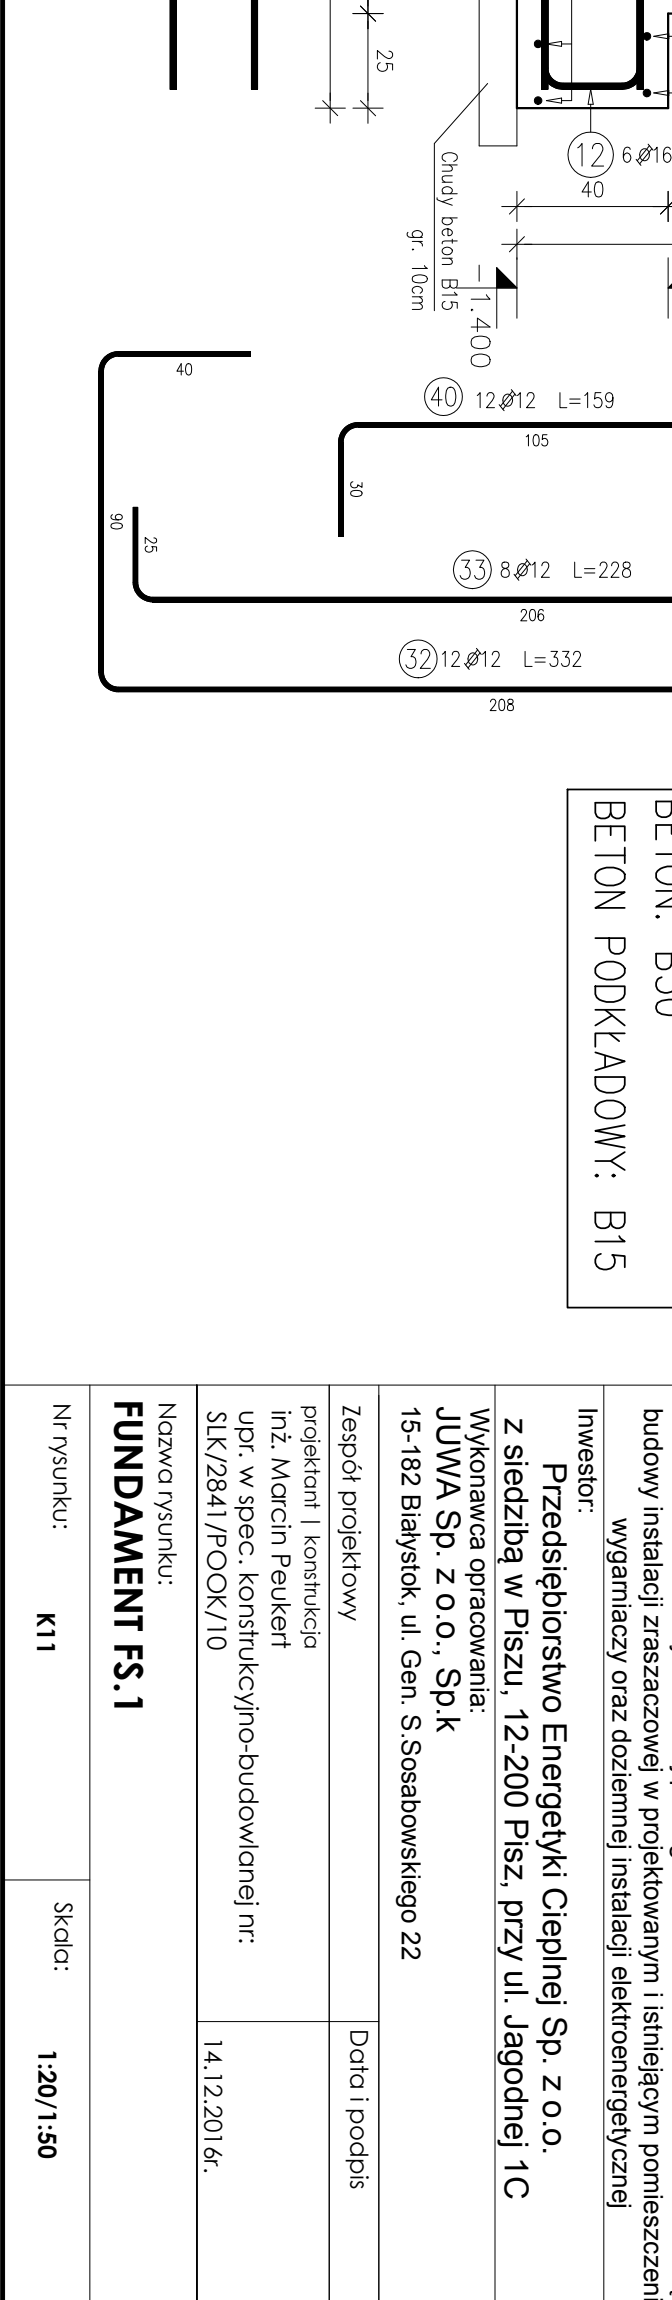 25
12 6 ø16
40
Chudy beton B15
gr. 10cm
-1.400
40
40 12 ø12 L=159
105
30
90
25
33 8 ø12 L=228
206
32 12 ø12 L=332
208
BETON PODKŁADOWY: B15
budowy instalacji zraszaczowej w projektowanym i istniejącym
wygarniaczy oraz doziemnej instalacji elektroenergetycznej
Inwestor:
Przedsiębiorstwo Energetyki Cieplnej Sp. z o.o.
z siedzibą w Piszu, 12-200 Pisz, przy ul. Jagodnej 1C
Wykonawca opracowania:
JUWA Sp. z o.o., Sp.k
15-182 Białystok, ul. Gen. S.Sosabowskiego 22
Zespół projektowy
Data i podpis
projektant | konstrukcja
inż. Marcin Peukert
upr. w spec. konstrukcyjno-budowlanej nr:
SLK/2841/POOK/10
14.12.2016r.
Nazwa rysunku:
FUNDAMENT FS.1
Nr rysunku: K11
Skala: 1:20/1:50